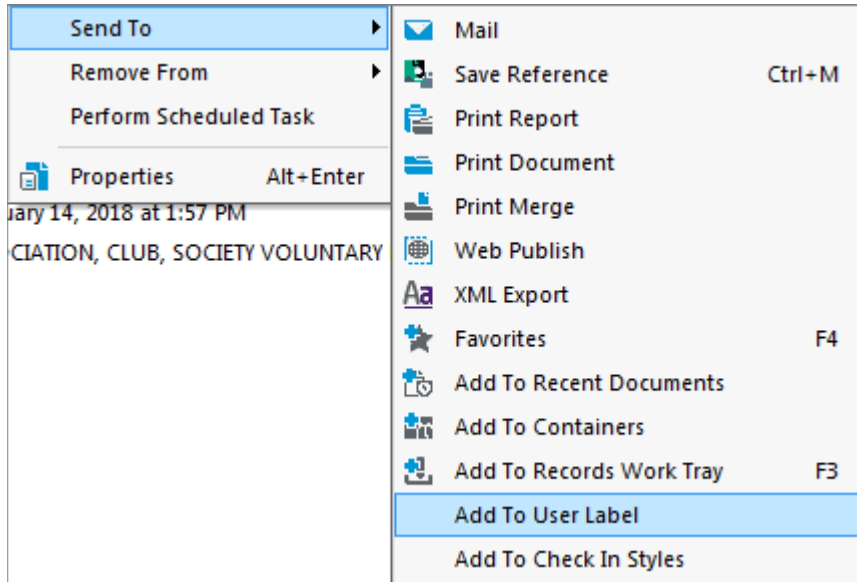 Send To
Remove From
Perform Scheduled Task
Properties Alt+Enter
uary 14, 2018 at 1:57 PM
CIATION, CLUB, SOCIETY VOLUNTARY
Mail
Save Reference Ctrl+M
Print Report
Print Document
Print Merge
Web Publish
XML Export
Favorites F4
Add To Recent Documents
Add To Containers
Add To Records Work Tray F3
Add To User Label
Add To Check In Styles